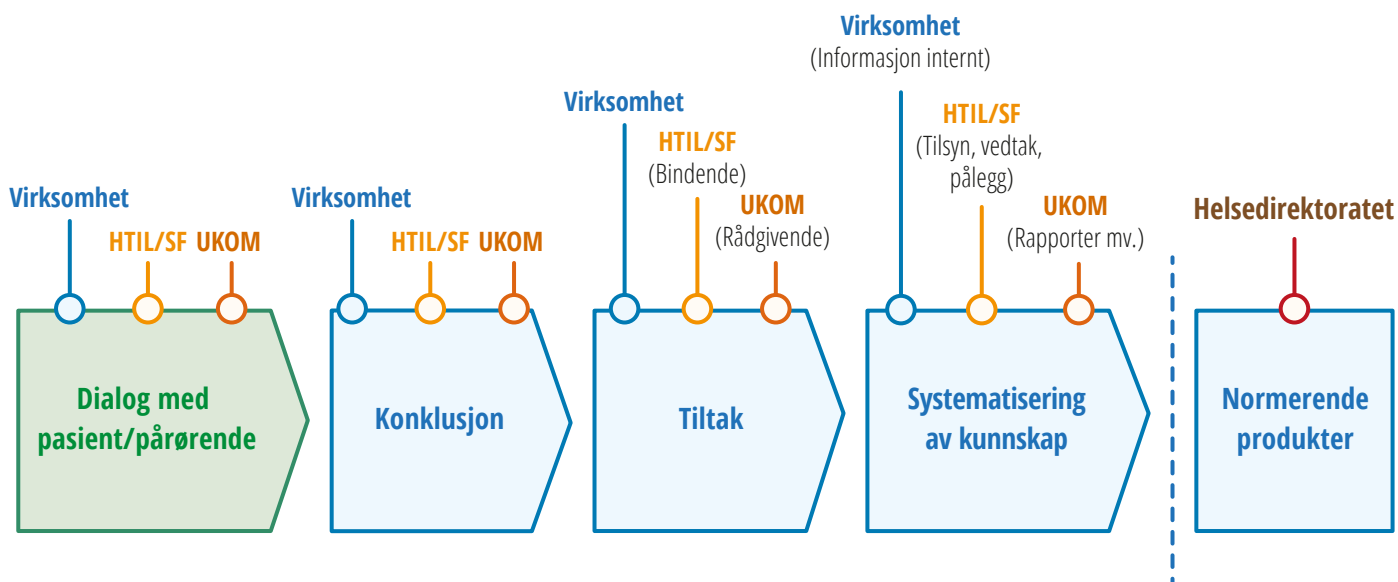 Virksomhet
HTIL/SF
UKOM
Dialog med
pasient/pårørende
Virksomhet
HTIL/SF
UKOM
Konklusjon
Virksomhet
HTIL/SF
(Bindende)
UKOM
(Rådgivende)
Tiltak
Virksomhet
(Informasjon internt)
HTIL/SF
(Tilsyn, vedtak,
pålegg)
UKOM
(Rapporter mv.)
Systematisering
av kunnskap
Helsedirektoratet
Normerende
produkter